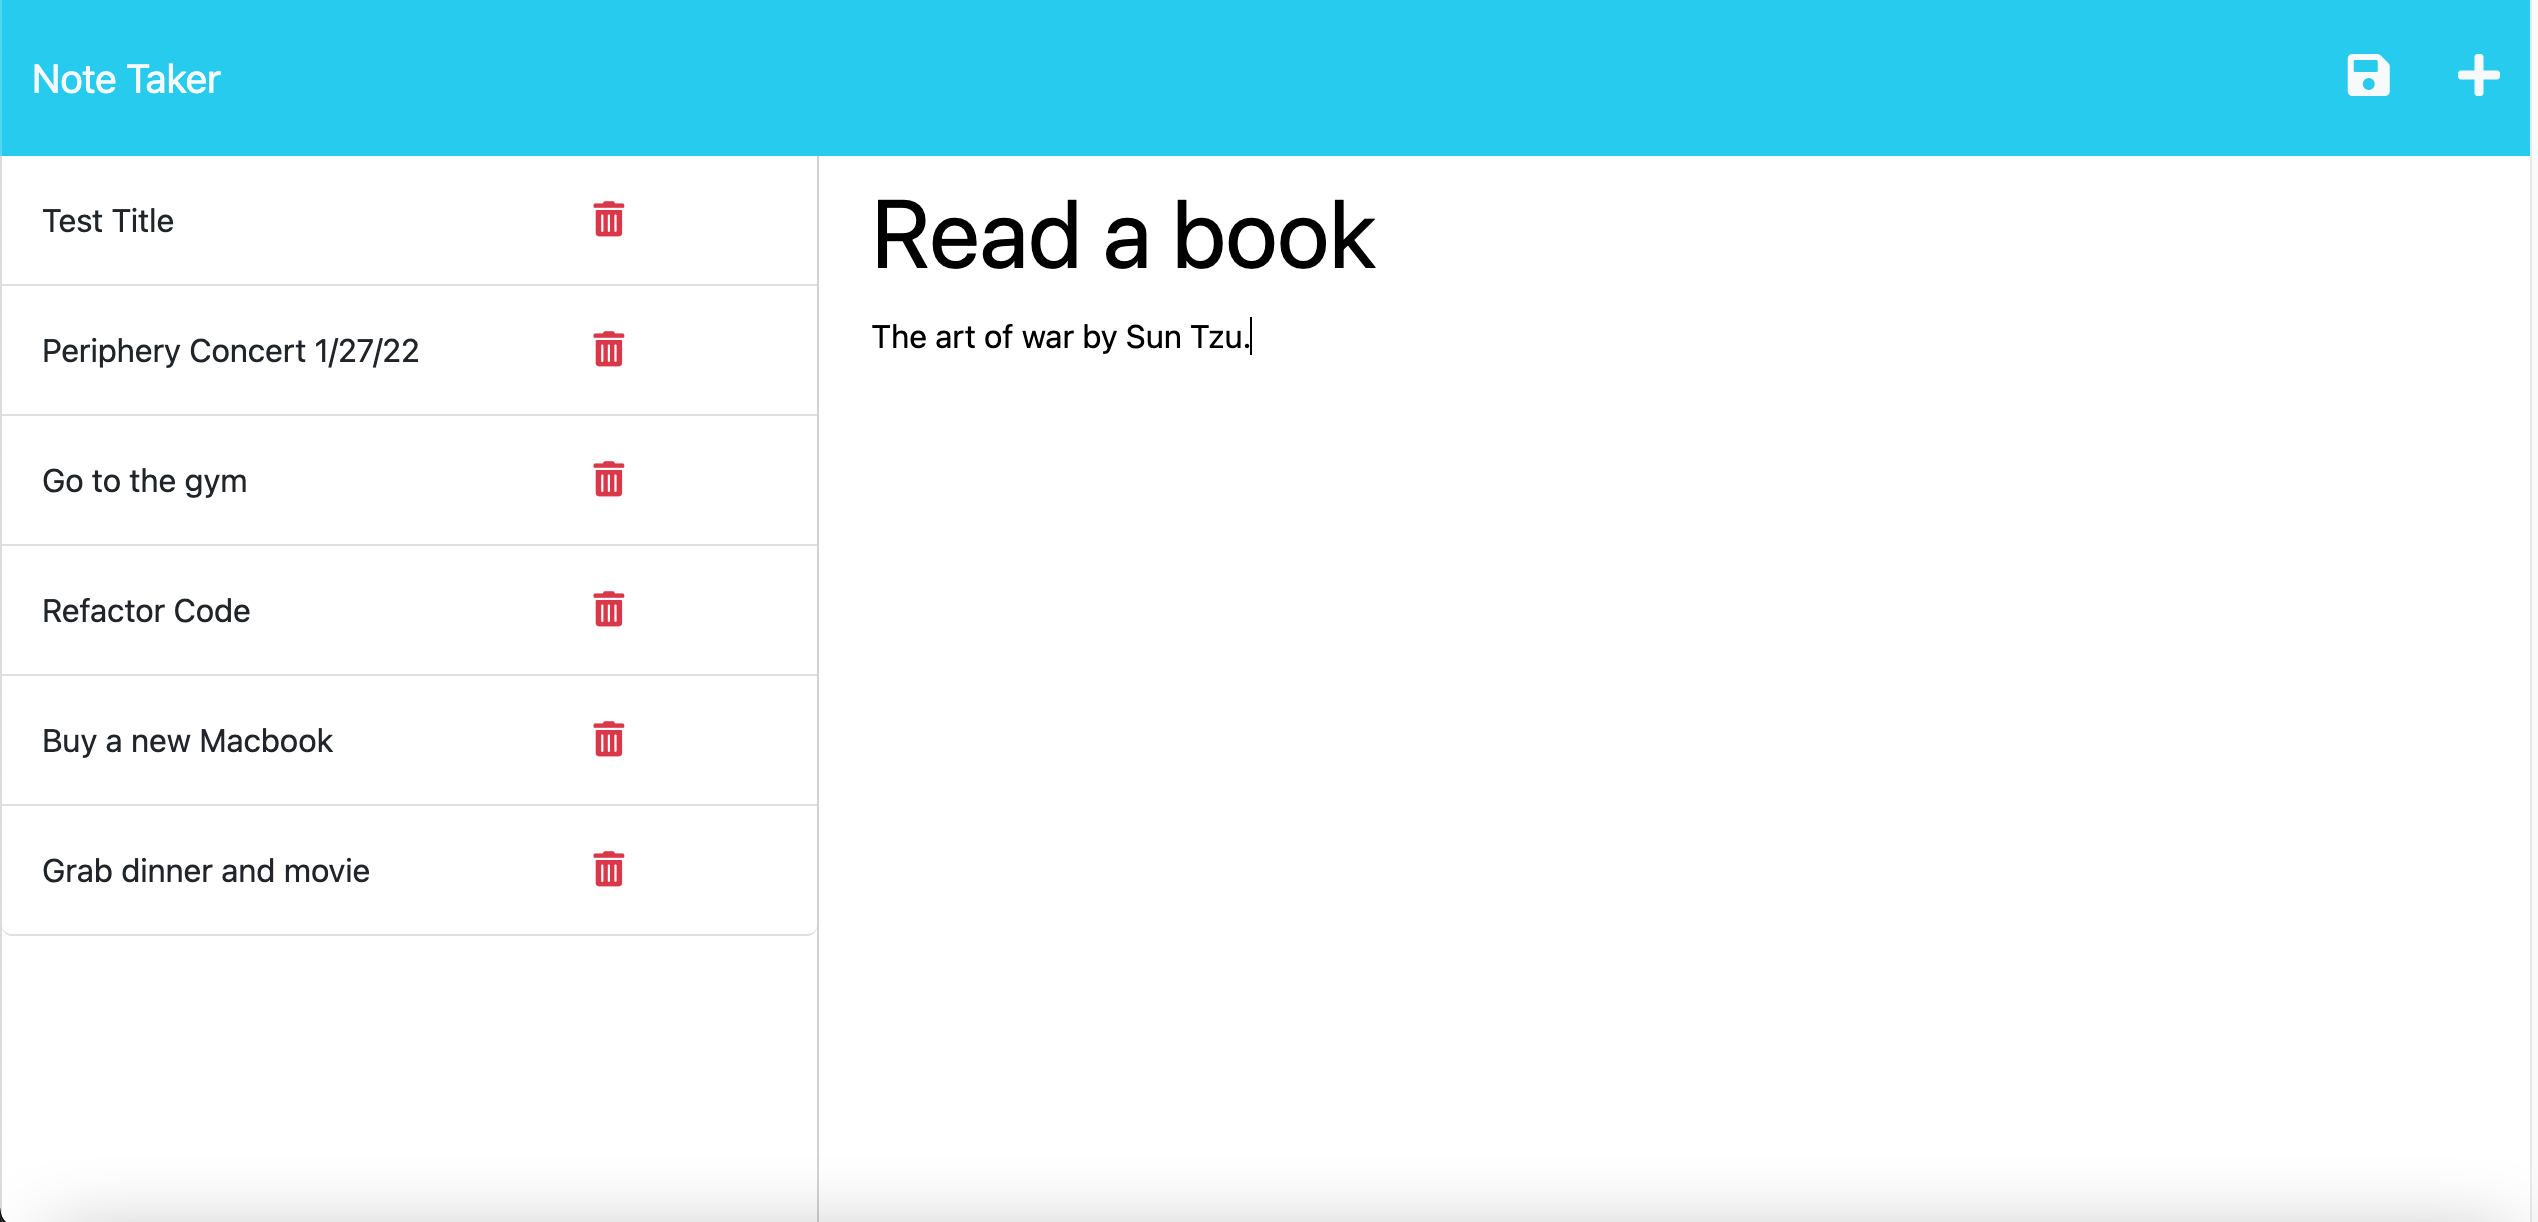 Note Taker
Test Title
Periphery Concert 1/27/22
Go to the gym
Refactor Code
Buy a new Macbook
Grab dinner and movie
Read a book
The art of war by Sun Tzu.